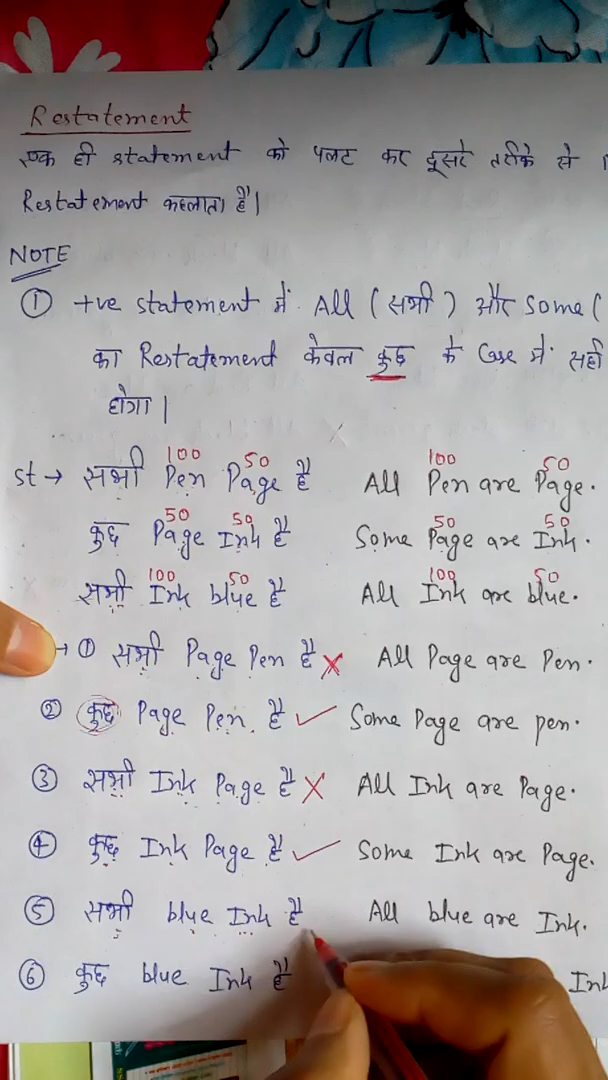 Restatement
एक ही statement को पलट कर दूसरे तरीके से
Restatement कहलाता है।
NOTE
① +ve statement में All (सभी) और Some (
का Restatement केवल कुछ के Case में सही
होगा।
100 50 100 50
st → सभी Pen Page है All Pen are Page.
50 50 50 50
कुछ Page Ink है Some Page are Ink.
100 50 100 50
सभी Ink blue है All Ink are blue.
→ ① सभी Page Pen है ✗ All Page are Pen.
② कुछ Page Pen है ✓ Some Page are pen.
③ सभी Ink Page है ✗ All Ink are Page.
④ कुछ Ink Page है ✓ Some Ink are Page.
⑤ सभी blue Ink है All blue are Ink.
⑥ कुछ blue Ink है Ink